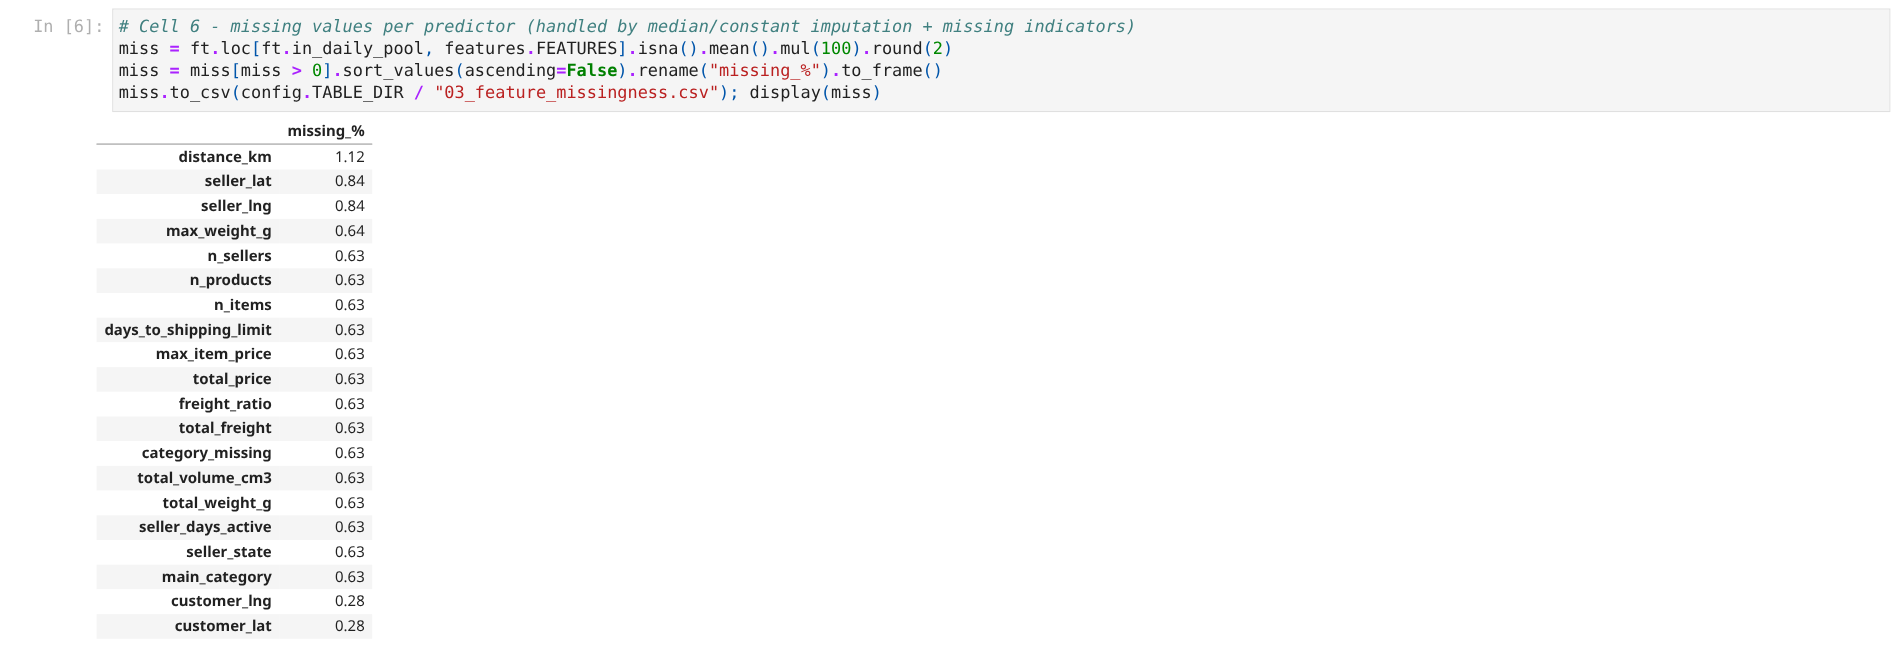 In [6]: # Cell 6 - missing values per predictor (handled by median/constant imputation + missing indicators)
miss = ft.loc[ft.in_daily_pool, features.FEATURES].isna().mean().mul(100).round(2)
miss = miss[miss > 0].sort_values(ascending=False).rename("missing_%").to_frame()
miss.to_csv(config.TABLE_DIR / "03_feature_missingness.csv"); display(miss)
missing_%
distance_km 1.12
seller_lat 0.84
seller_lng 0.84
max_weight_g 0.64
n_sellers 0.63
n_products 0.63
n_items 0.63
days_to_shipping_limit 0.63
max_item_price 0.63
total_price 0.63
freight_ratio 0.63
total_freight 0.63
category_missing 0.63
total_volume_cm3 0.63
total_weight_g 0.63
seller_days_active 0.63
seller_state 0.63
main_category 0.63
customer_lng 0.28
customer_lat 0.28